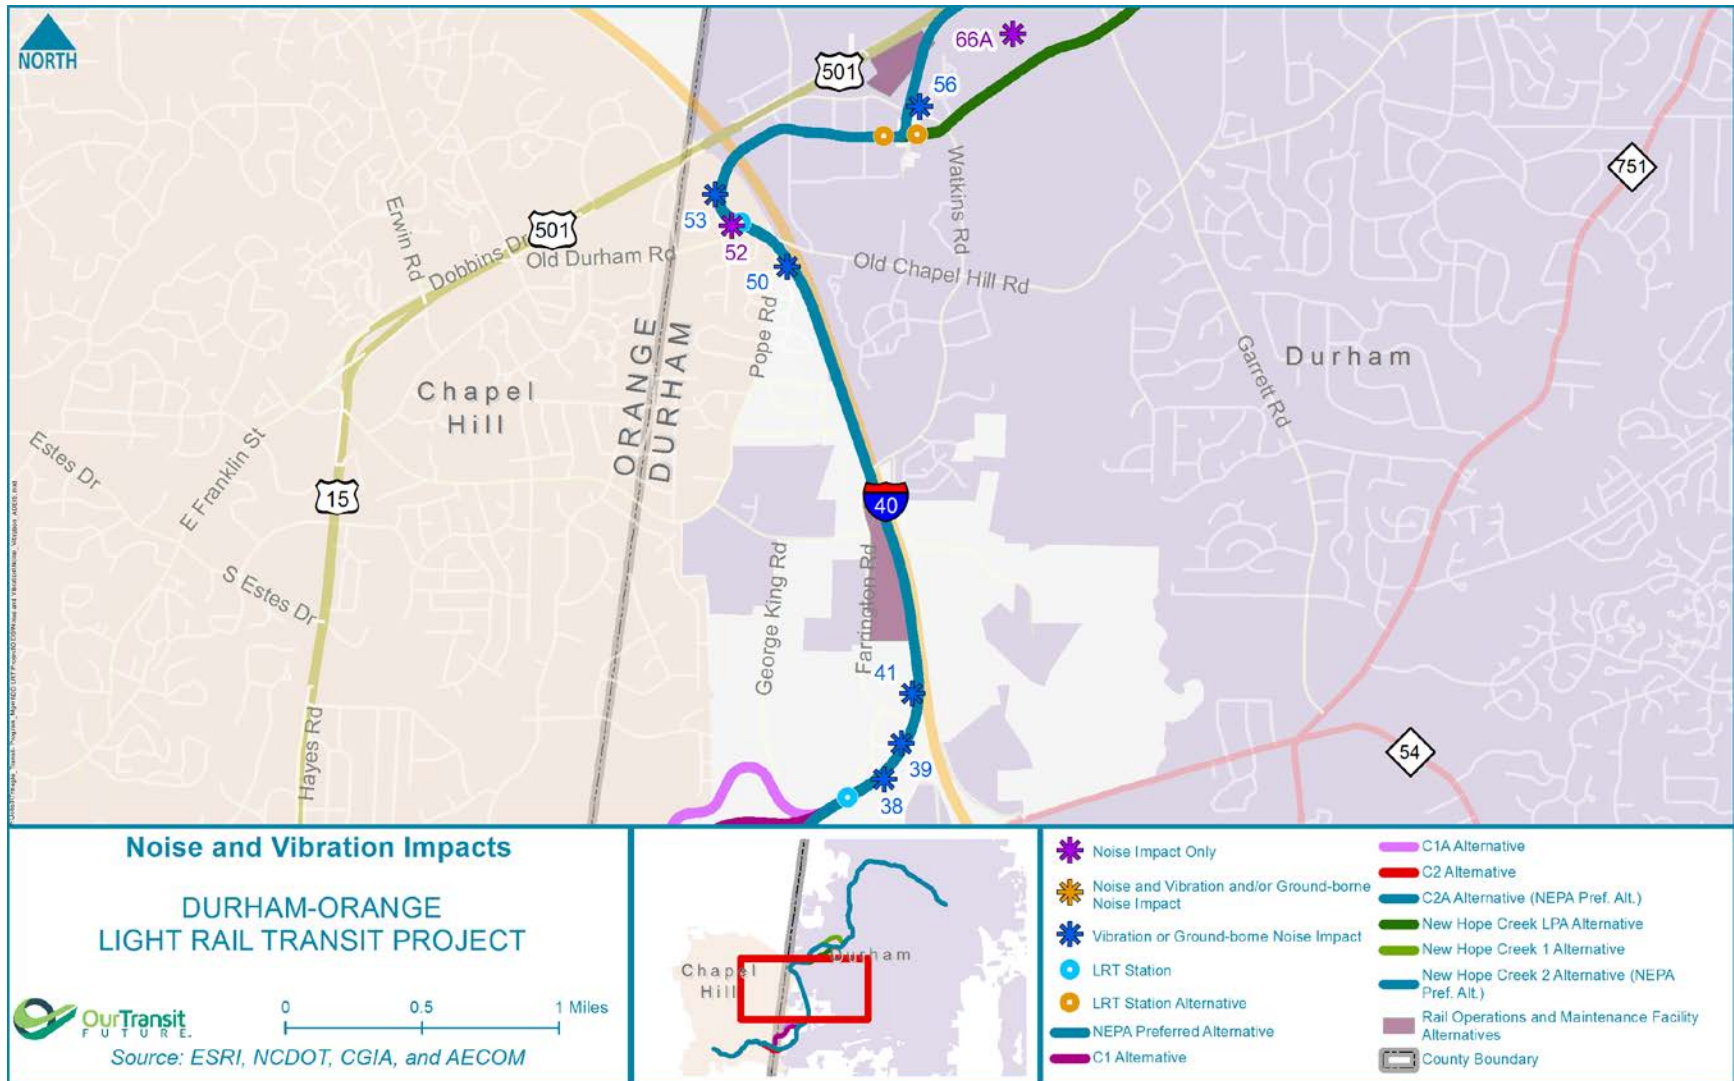 NORTH
501
66A
56
751
Watkins Rd
Erwin Rd
501
53
52
Dobbins Dr
Old Durham Rd
50
Old Chapel Hill Rd
Pope Rd
ORANGE
DURHAM
Garrett Rd
Durham
Chapel
Hill
Estes Dr
E Franklin St
15
40
S Estes Dr
George King Rd
Farrington Rd
41
Hayes Rd
39
38
54
Noise and Vibration Impacts
DURHAM-ORANGE
LIGHT RAIL TRANSIT PROJECT
OurTransit
FUTURE.
0 0.5 1 Miles
Source: ESRI, NCDOT, CGIA, and AECOM
Chapel
Hill
Durham
Noise Impact Only
Noise and Vibration and/or Ground-borne
Noise Impact
Vibration or Ground-borne Noise Impact
LRT Station
LRT Station Alternative
NEPA Preferred Alternative
C1 Alternative
C1A Alternative
C2 Alternative
C2A Alternative (NEPA Pref. Alt.)
New Hope Creek LPA Alternative
New Hope Creek 1 Alternative
New Hope Creek 2 Alternative (NEPA
Pref. Alt.)
Rail Operations and Maintenance Facility
Alternatives
County Boundary